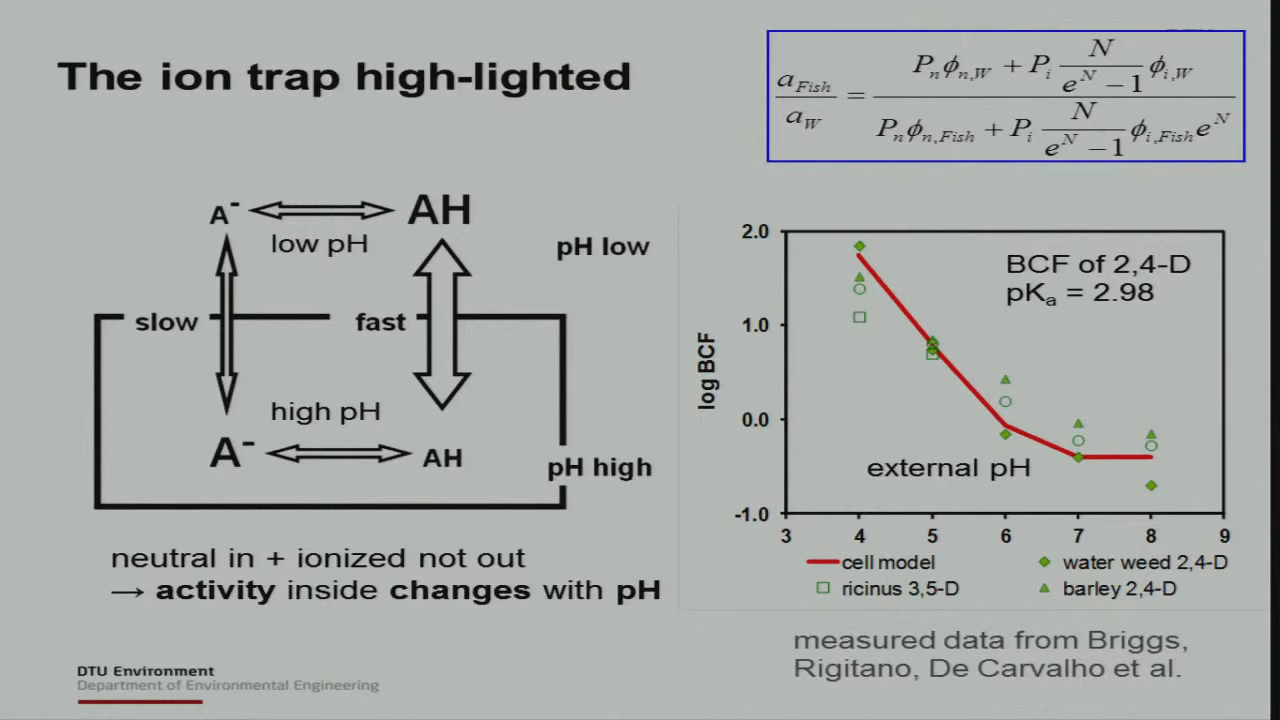 The ion trap high-lighted
a_Fish / a_W = (P_n ϕ_n,W + P_i N/(e^N − 1) ϕ_i,W) / (P_n ϕ_n,Fish + P_i N/(e^N − 1) ϕ_i,Fish e^N)
A- AH
low pH
pH low
slow fast
high pH
A- AH
pH high
neutral in + ionized not out
→ activity inside changes with pH
2.0
1.0
0.0
-1.0
log BCF
BCF of 2,4-D
pKa = 2.98
external pH
3 4 5 6 7 8 9
cell model water weed 2,4-D
ricinus 3,5-D barley 2,4-D
measured data from Briggs,
Rigitano, De Carvalho et al.
DTU Environment
Department of Environmental Engineering